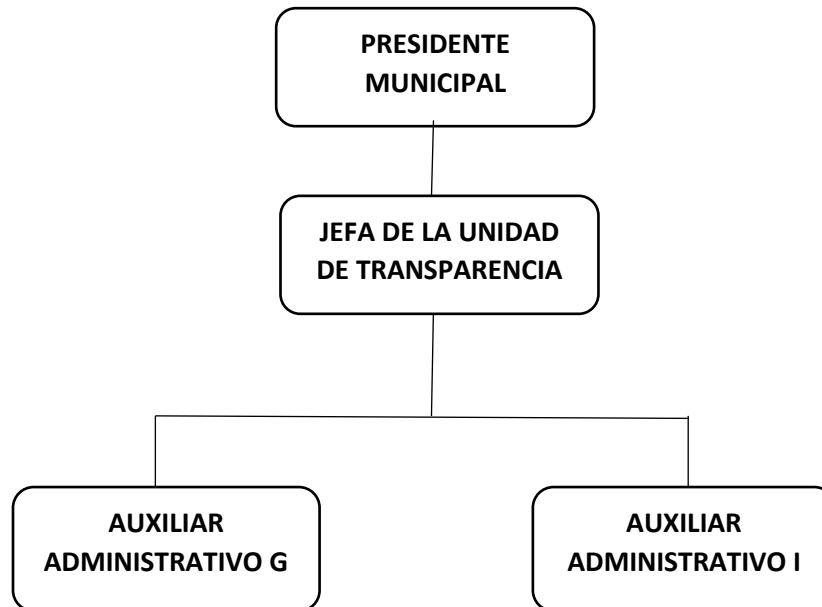 PRESIDENTE
MUNICIPAL
JEFA DE LA UNIDAD
DE TRANSPARENCIA
AUXILIAR
ADMINISTRATIVO G
AUXILIAR
ADMINISTRATIVO I